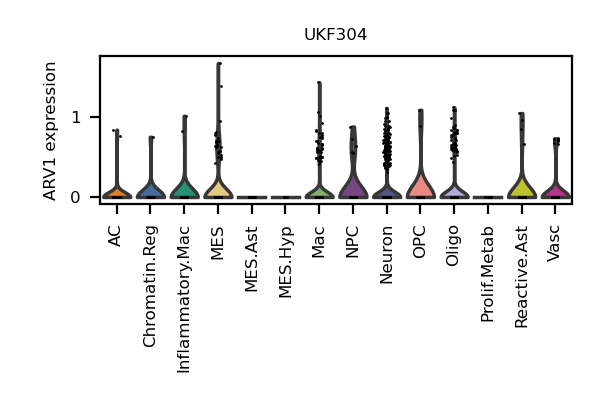 UKF304
ARV1 expression
1
0
AC
Chromatin.Reg
Inflammatory.Mac
MES
MES.Ast
MES.Hyp
Mac
NPC
Neuron
OPC
Oligo
Prolif.Metab
Reactive.Ast
Vasc